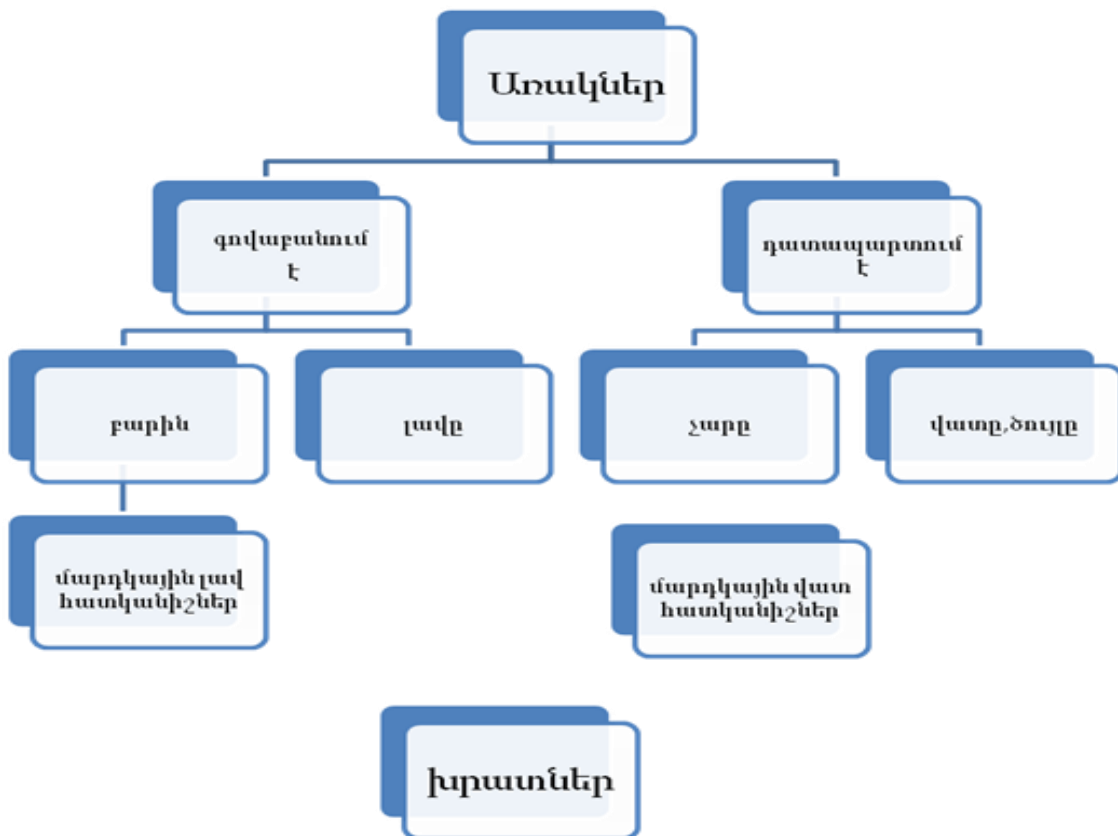 Առակներ
գովաբանում
է
դատապարտում
է
բարին
լավը
չարը
վատը,ծույլը
մարդկային լավ
հատկանիշներ
մարդկային վատ
հատկանիշներ
խրատներ